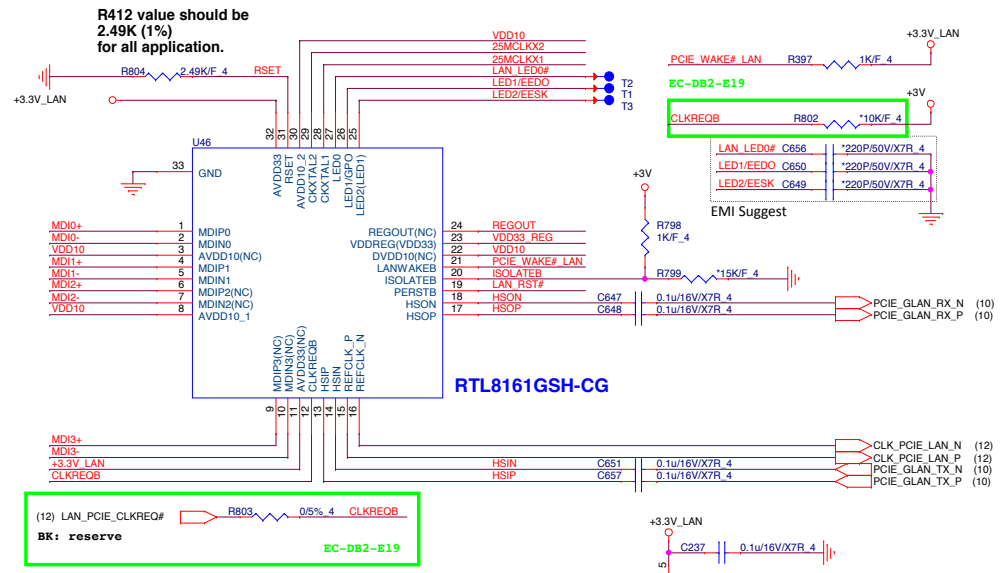 R412 value should be
2.49K (1%)
for all application.
R804 2.49K/F_4 RSET
+3.3V_LAN
VDD10
25MCLKX2
25MCLKX1
LAN_LED0#
LED1/EEDO
LED2/EESK
T2
T1
T3
+3.3V_LAN
PCIE_WAKE#_LAN R397 1K/F_4
EC-DB2-E19
+3V
CLKREQB R802 *10K/F_4
LAN_LED0# C656 *220P/50V/X7R_4
LED1/EEDO C650 *220P/50V/X7R_4
LED2/EESK C649 *220P/50V/X7R_4
EMI Suggest
32 31 30 29 28 27 26 25
U46
AVDD33
RSET
AVDD10_2
CKXTAL2
CKXTAL1
LED0
LED1/GPO
LED2(LED1)
33 GND
MDI0+ 1 MDIP0
MDI0- 2 MDIN0
VDD10 3 AVDD10(NC)
MDI1+ 4 MDIP1
MDI1- 5 MDIN1
MDI2+ 6 MDIP2(NC)
MDI2- 7 MDIN2(NC)
VDD10 8 AVDD10_1
REGOUT(NC) 24 REGOUT
VDDREG(VDD33) 23 VDD33_REG
DVDD10(NC) 22 VDD10
LANWAKEB 21 PCIE_WAKE#_LAN
ISOLATEB 20 ISOLATEB
PERSTB 19 LAN_RST#
HSON 18 HSON C647 0.1u/16V/X7R_4 PCIE_GLAN_RX_N (10)
HSOP 17 HSOP C648 0.1u/16V/X7R_4 PCIE_GLAN_RX_P (10)
+3V
R798
1K/F_4
R799 *15K/F_4
MDIP3(NC)
MDIN3(NC)
AVDD33(NC)
CLKREQB
HSIP
HSIN
REFCLK_P
REFCLK_N
9 10 11 12 13 14 15 16
RTL8161GSH-CG
MDI3+
MDI3-
+3.3V_LAN
CLKREQB
CLK_PCIE_LAN_N (12)
CLK_PCIE_LAN_P (12)
HSIN C651 0.1u/16V/X7R_4 PCIE_GLAN_TX_N (10)
HSIP C657 0.1u/16V/X7R_4 PCIE_GLAN_TX_P (10)
(12) LAN_PCIE_CLKREQ# R803 0/5%_4 CLKREQB
BK: reserve
EC-DB2-E19
+3.3V_LAN
C237 0.1u/16V/X7R_4
5